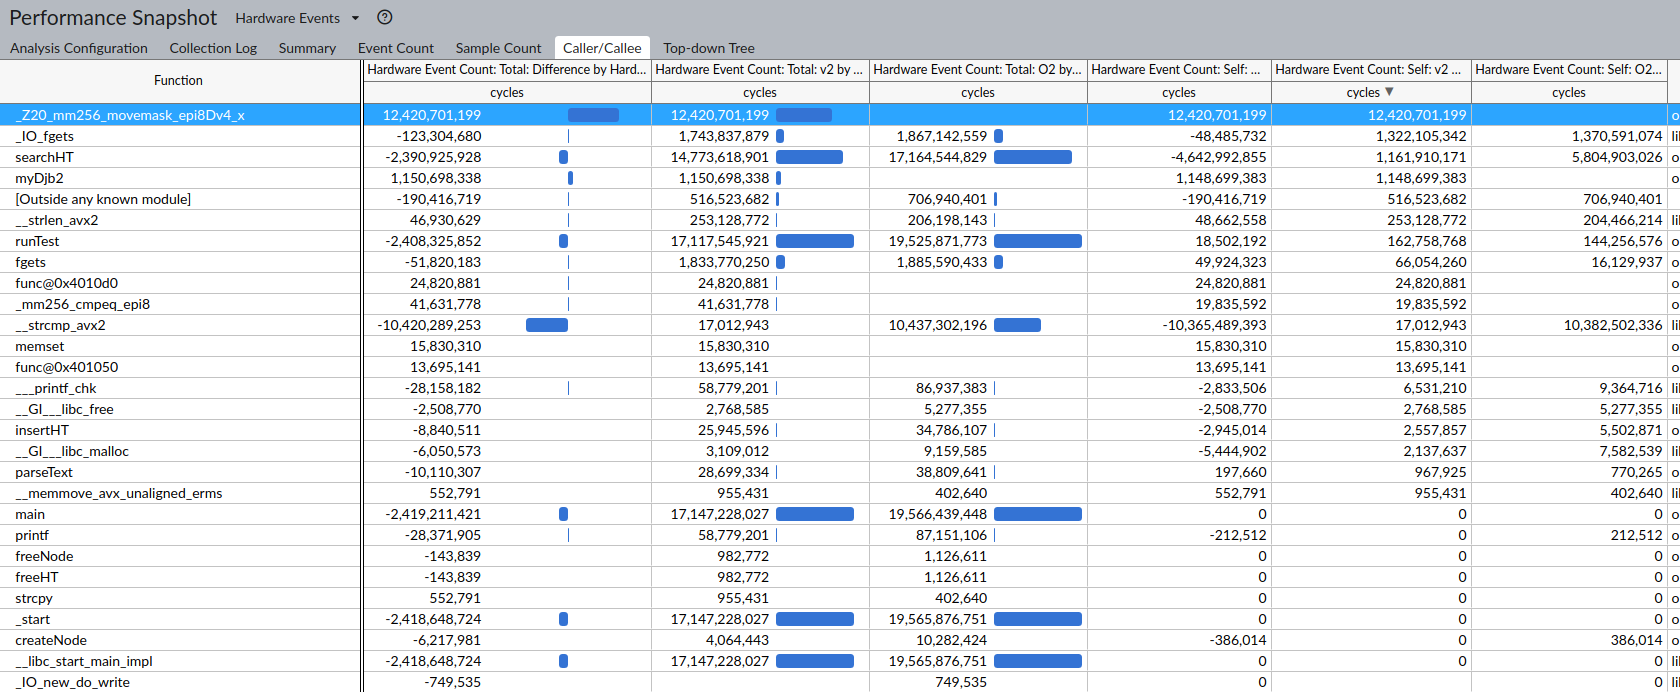 Performance Snapshot Hardware Events
Analysis Configuration Collection Log Summary Event Count Sample Count Caller/Callee Top-down Tree
Function Hardware Event Count: Total: Difference by Hard... Hardware Event Count: Total: v2 by ... Hardware Event Count: Total: O2 by... Hardware Event Count: Self: ... Hardware Event Count: Self: v2 ... Hardware Event Count: Self: O2...
cycles cycles cycles cycles cycles cycles
_Z20_mm256_movemask_epi8Dv4_x 12,420,701,199 12,420,701,199 12,420,701,199 12,420,701,199 o
_IO_fgets -123,304,680 1,743,837,879 1,867,142,559 -48,485,732 1,322,105,342 1,370,591,074 li
searchHT -2,390,925,928 14,773,618,901 17,164,544,829 -4,642,992,855 1,161,910,171 5,804,903,026 o
myDjb2 1,150,698,338 1,150,698,338 1,148,699,383 1,148,699,383 o
[Outside any known module] -190,416,719 516,523,682 706,940,401 -190,416,719 516,523,682 706,940,401
__strlen_avx2 46,930,629 253,128,772 206,198,143 48,662,558 253,128,772 204,466,214 li
runTest -2,408,325,852 17,117,545,921 19,525,871,773 18,502,192 162,758,768 144,256,576 o
fgets -51,820,183 1,833,770,250 1,885,590,433 49,924,323 66,054,260 16,129,937 o
func@0x4010d0 24,820,881 24,820,881 24,820,881 24,820,881 o
_mm256_cmpeq_epi8 41,631,778 41,631,778 19,835,592 19,835,592 o
__strcmp_avx2 -10,420,289,253 17,012,943 10,437,302,196 -10,365,489,393 17,012,943 10,382,502,336 li
memset 15,830,310 15,830,310 15,830,310 15,830,310 o
func@0x401050 13,695,141 13,695,141 13,695,141 13,695,141 o
___printf_chk -28,158,182 58,779,201 86,937,383 -2,833,506 6,531,210 9,364,716 li
__GI___libc_free -2,508,770 2,768,585 5,277,355 -2,508,770 2,768,585 5,277,355 li
insertHT -8,840,511 25,945,596 34,786,107 -2,945,014 2,557,857 5,502,871 o
__GI___libc_malloc -6,050,573 3,109,012 9,159,585 -5,444,902 2,137,637 7,582,539 li
parseText -10,110,307 28,699,334 38,809,641 197,660 967,925 770,265 o
__memmove_avx_unaligned_erms 552,791 955,431 402,640 552,791 955,431 402,640 li
main -2,419,211,421 17,147,228,027 19,566,439,448 0 0 0 o
printf -28,371,905 58,779,201 87,151,106 -212,512 0 212,512 o
freeNode -143,839 982,772 1,126,611 0 0 0 o
freeHT -143,839 982,772 1,126,611 0 0 0 o
strcpy 552,791 955,431 402,640 0 0 0 o
_start -2,418,648,724 17,147,228,027 19,565,876,751 0 0 0 o
createNode -6,217,981 4,064,443 10,282,424 -386,014 0 386,014 o
__libc_start_main_impl -2,418,648,724 17,147,228,027 19,565,876,751 0 0 0 li
_IO_new_do_write -749,535 749,535 0 0 li